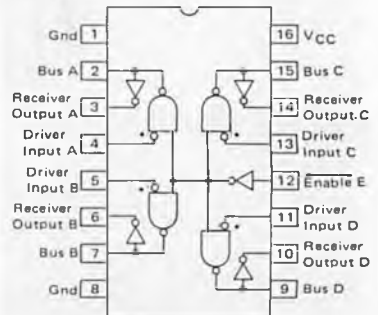 Gnd 1
Bus A 2
Receiver
Output A 3
Driver
Input A 4
Driver
Input B 5
Receiver
Output B 6
Bus B 7
Gnd 8
16 VCC
15 Bus C
14 Receiver
Output C
13 Driver
Input C
12 Enable E
11 Driver
Input D
10 Receiver
Output D
9 Bus D